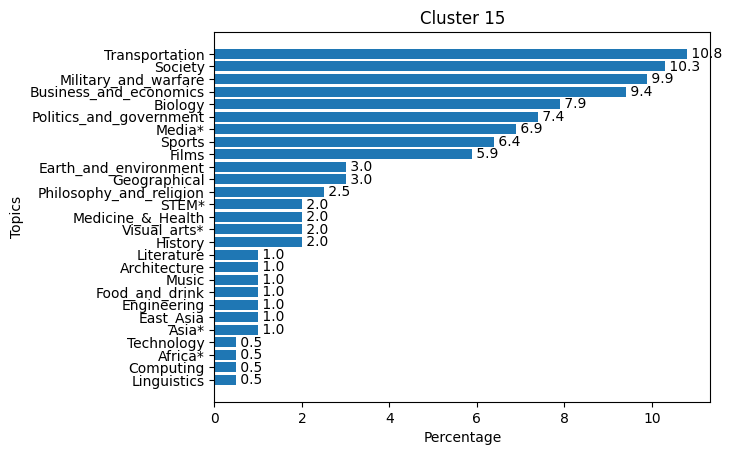 Cluster 15
Transportation 10.8
Society 10.3
Military_and_warfare 9.9
Business_and_economics 9.4
Biology 7.9
Politics_and_government 7.4
Media* 6.9
Sports 6.4
Films 5.9
Earth_and_environment 3.0
Geographical 3.0
Philosophy_and_religion 2.5
STEM* 2.0
Medicine_&_Health 2.0
Visual_arts* 2.0
History 2.0
Literature 1.0
Architecture 1.0
Music 1.0
Food_and_drink 1.0
Engineering 1.0
East_Asia 1.0
Asia* 1.0
Technology 0.5
Africa* 0.5
Computing 0.5
Linguistics 0.5
Topics
0 2 4 6 8 10
Percentage